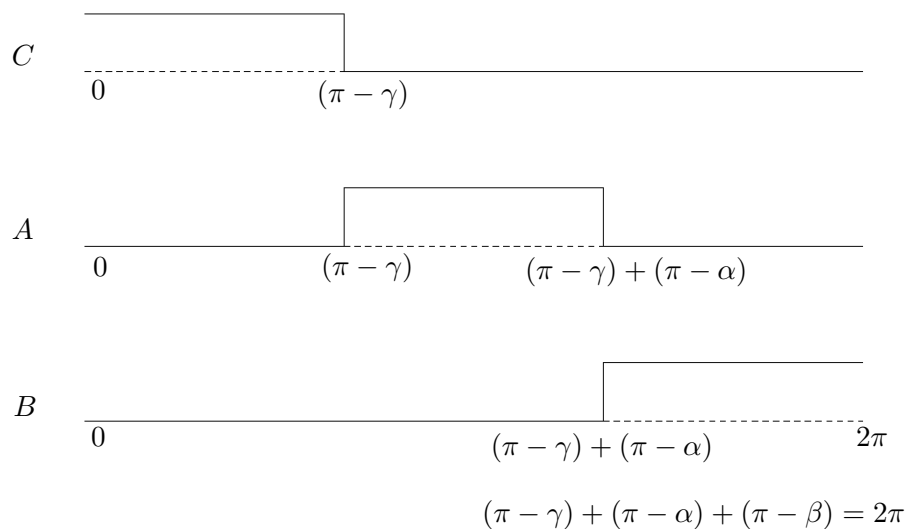 C
0 (π − γ)
A
0 (π − γ) (π − γ) + (π − α)
B
0 (π − γ) + (π − α) 2π
(π − γ) + (π − α) + (π − β) = 2π